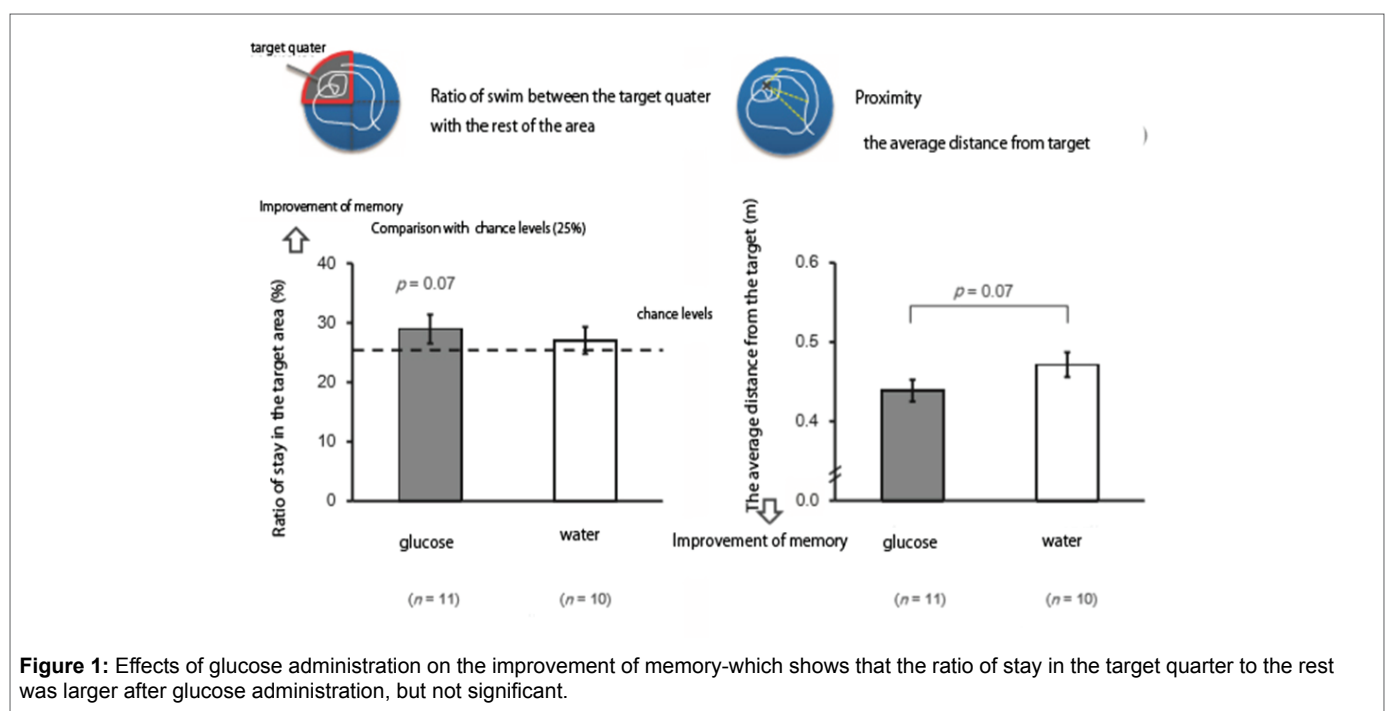 target quater
Ratio of swim between the target quater
with the rest of the area
Proximity
the average distance from target
)
Improvement of memory
Comparison with chance levels (25%)
Ratio of stay in the target area (%)
40
30
20
10
0
p = 0.07
chance levels
glucose
water
(n = 11)
(n = 10)
The average distance from the target (m)
0.6
0.5
0.4
0.0
p = 0.07
Improvement of memory
glucose
water
(n = 11)
(n = 10)
Figure 1: Effects of glucose administration on the improvement of memory-which shows that the ratio of stay in the target quarter to the rest
was larger after glucose administration, but not significant.